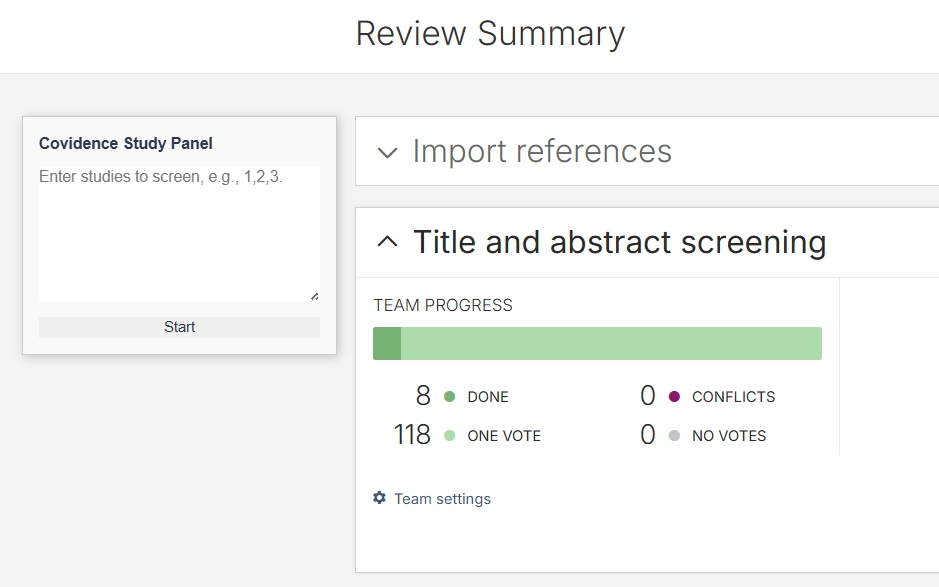 Review Summary
Covidence Study Panel
Enter studies to screen, e.g., 1,2,3.
Start
Import references
Title and abstract screening
TEAM PROGRESS
8 DONE
0 CONFLICTS
118 ONE VOTE
0 NO VOTES
Team settings